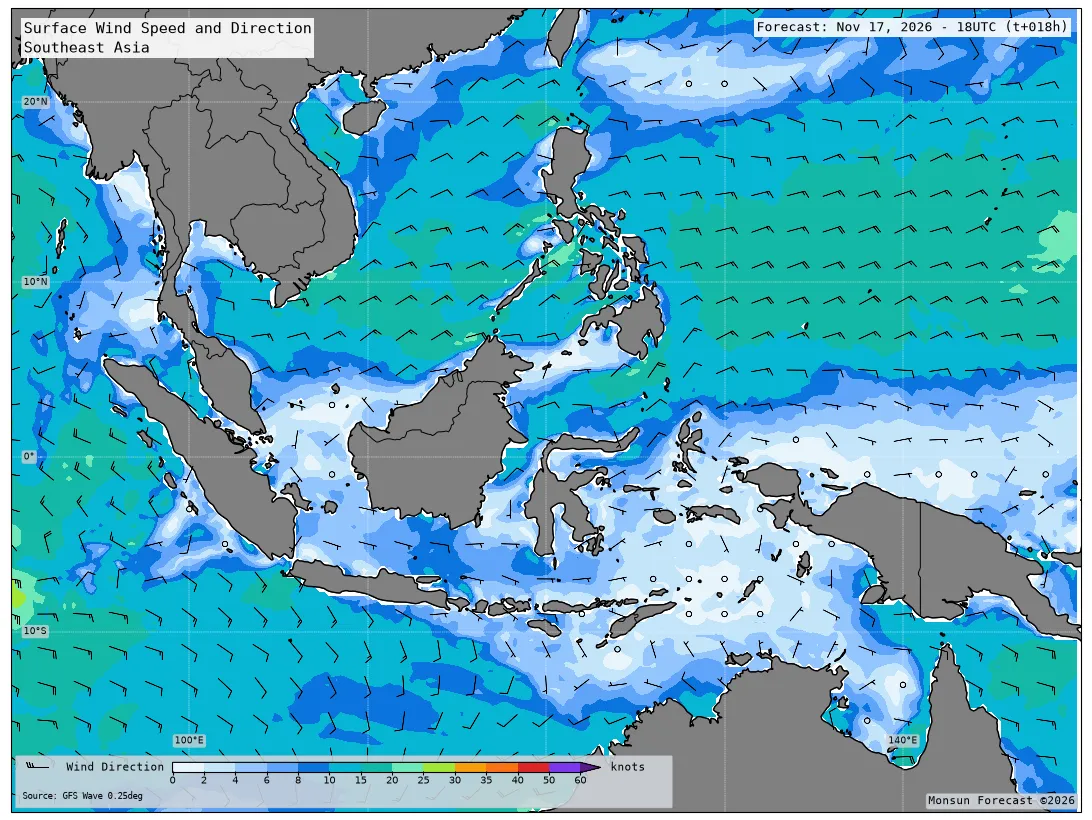 Surface Wind Speed and Direction
Southeast Asia
Forecast: Nov 17, 2026 - 18UTC (t+018h)
20°N
10°N
0°
10°S
100°E
140°E
Wind Direction
0 2 4 6 8 10 15 20 25 30 35 40 50 60
knots
Source: GFS Wave 0.25deg
Monsun Forecast ©2026